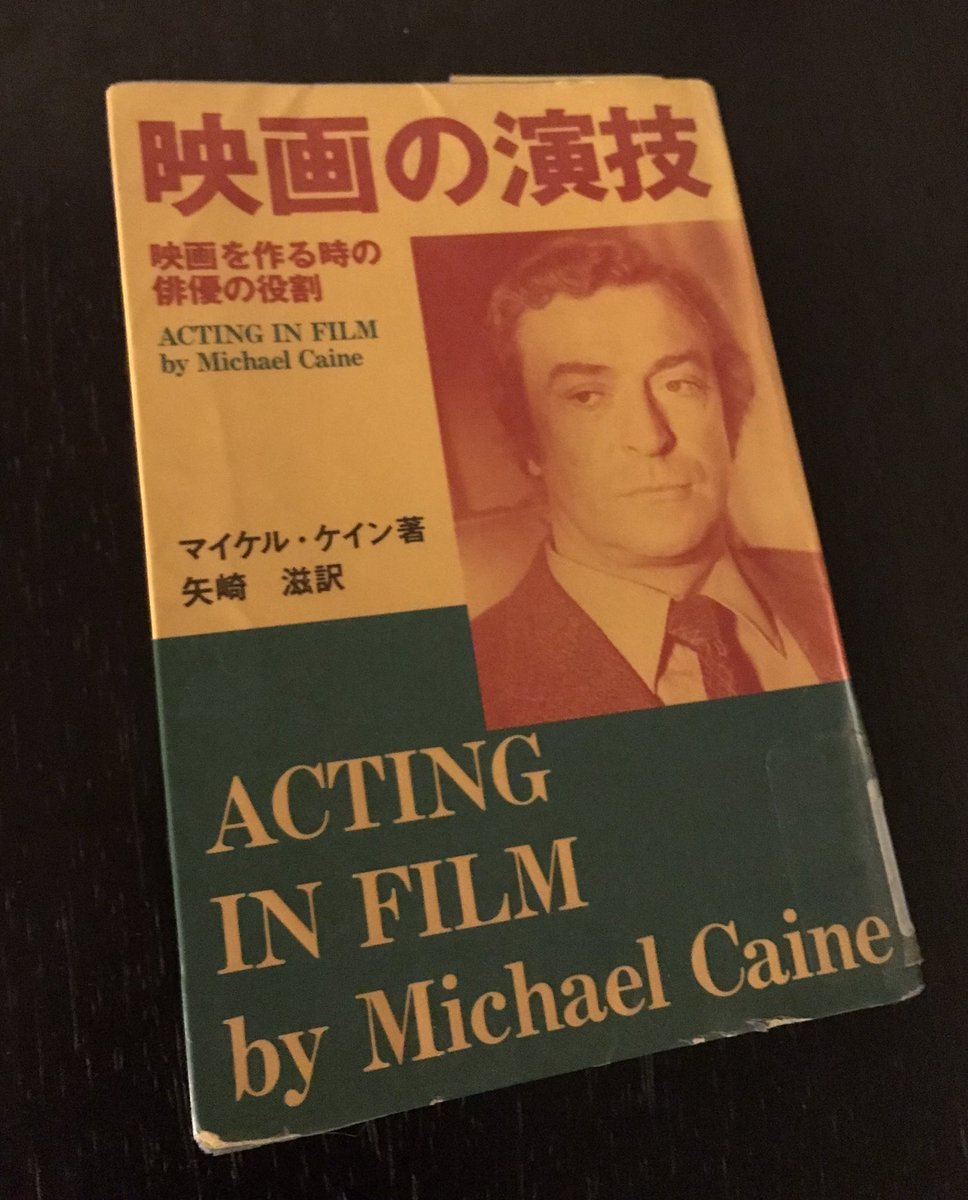 映画の演技
映画を作る時の
俳優の役割
ACTING IN FILM
by Michael Caine
マイケル・ケイン著
矢崎 滋訳
ACTING
IN FILM
by Michael Caine